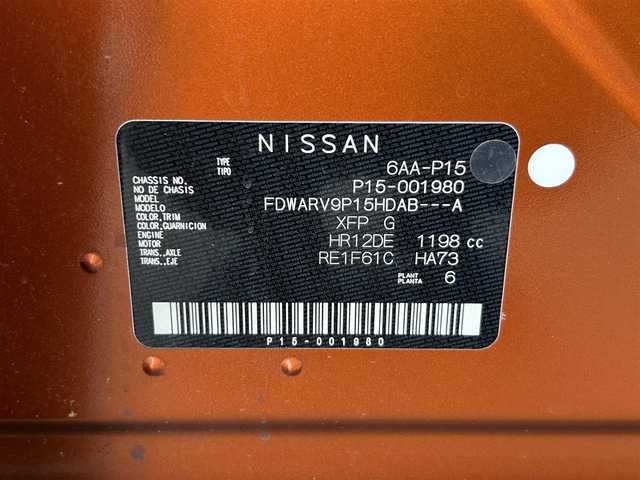 NISSAN
TYPE
TIPO 6AA-P15
CHASSIS NO.
NO DE CHASIS P15-001980
MODEL
MODELO FDWARV9P15HDAB---A
COLOR,TRIM
COLOR,GUARNICION XFP G
ENGINE
MOTOR HR12DE 1198 cc
TRANS.,AXLE
TRANS.,EJE RE1F61C HA73
PLANT
PLANTA 6
P15-001980